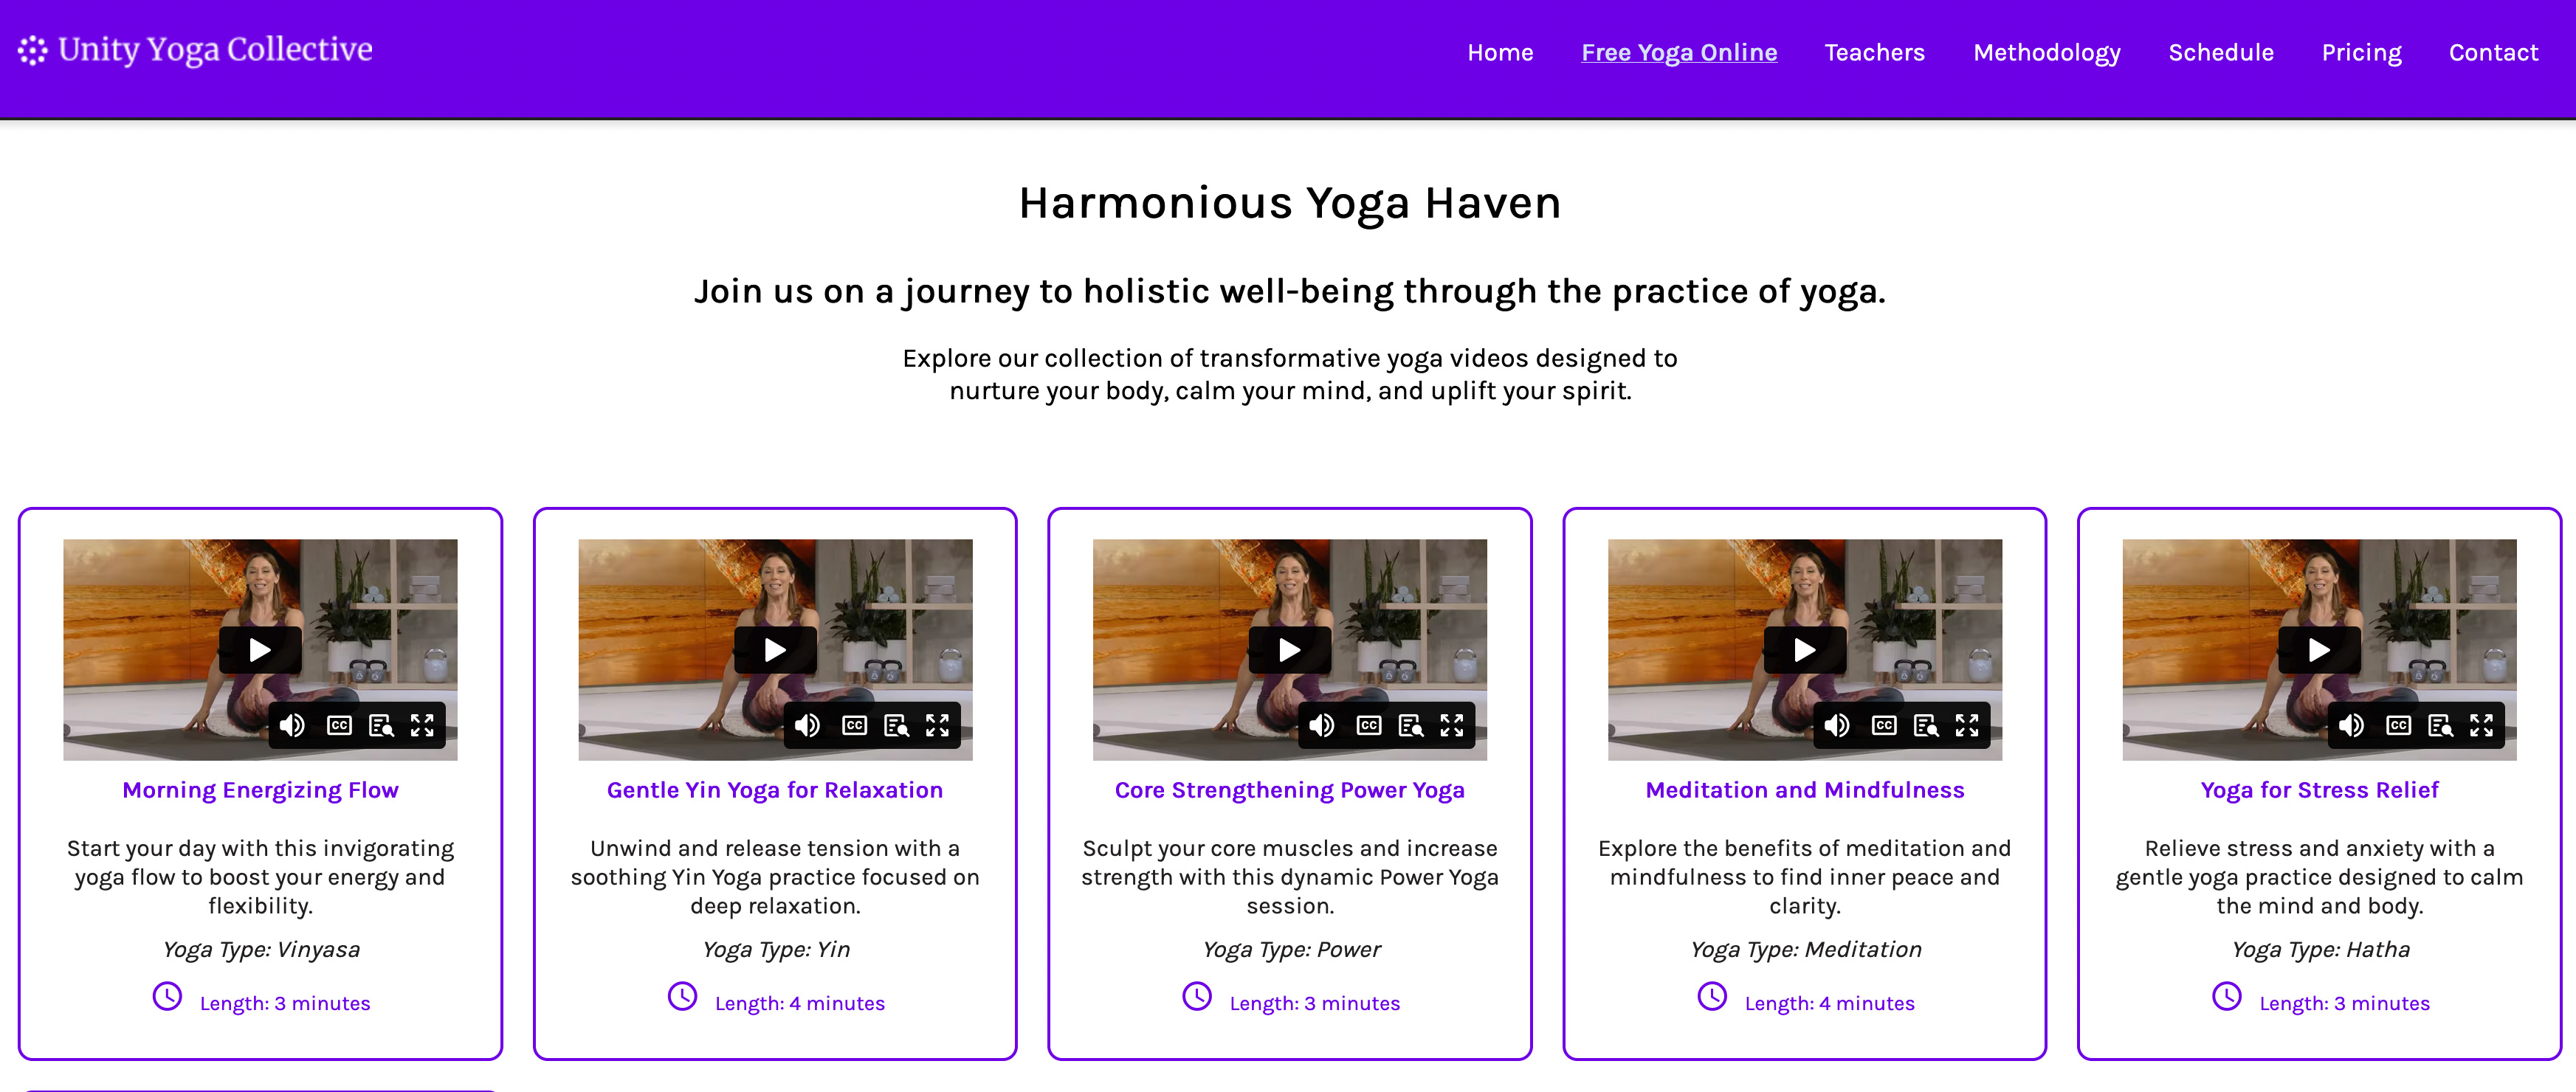 Unity Yoga Collective
Home Free Yoga Online Teachers Methodology Schedule Pricing Contact
Harmonious Yoga Haven
Join us on a journey to holistic well-being through the practice of yoga.
Explore our collection of transformative yoga videos designed to
nurture your body, calm your mind, and uplift your spirit.
CC
Morning Energizing Flow
Start your day with this invigorating
yoga flow to boost your energy and
flexibility.
Yoga Type: Vinyasa
Length: 3 minutes
CC
Gentle Yin Yoga for Relaxation
Unwind and release tension with a
soothing Yin Yoga practice focused on
deep relaxation.
Yoga Type: Yin
Length: 4 minutes
CC
Core Strengthening Power Yoga
Sculpt your core muscles and increase
strength with this dynamic Power Yoga
session.
Yoga Type: Power
Length: 3 minutes
CC
Meditation and Mindfulness
Explore the benefits of meditation and
mindfulness to find inner peace and
clarity.
Yoga Type: Meditation
Length: 4 minutes
CC
Yoga for Stress Relief
Relieve stress and anxiety with a
gentle yoga practice designed to calm
the mind and body.
Yoga Type: Hatha
Length: 3 minutes